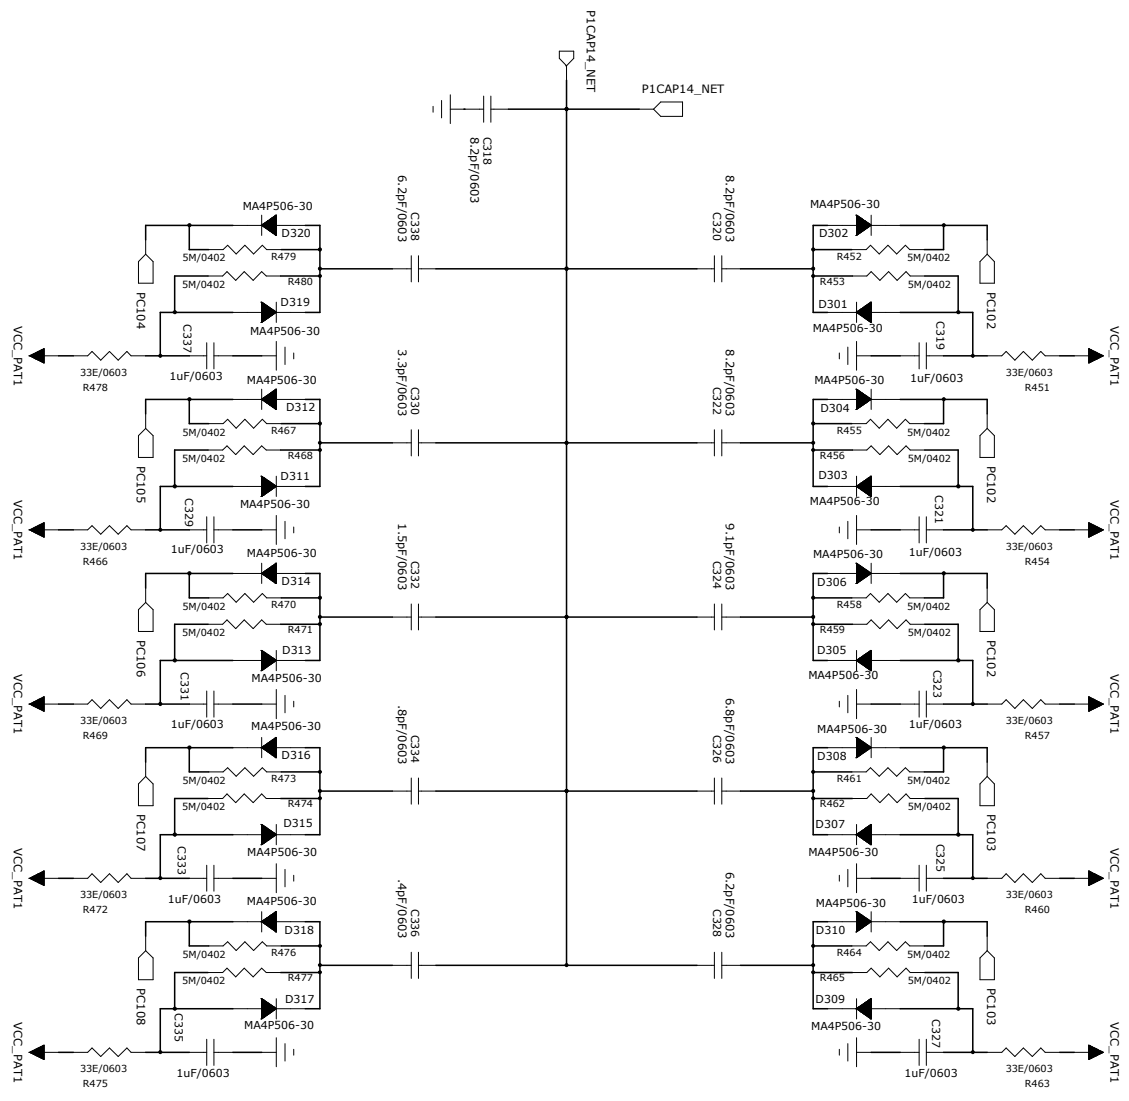 P1CAP14_NET
P1CAP14_NET
C318
8.2pF/0603
MA4P506-30
D320
5M/0402
R479
5M/0402
R480
PC104
D319
MA4P506-30
C337
1uF/0603
VCC_PAT1
33E/0603
R478
C338
6.2pF/0603
C320
8.2pF/0603
MA4P506-30
D302
R452
5M/0402
R453
5M/0402
PC102
D301
MA4P506-30
C319
1uF/0603
33E/0603
R451
VCC_PAT1
MA4P506-30
D312
5M/0402
R467
5M/0402
R468
PC105
D311
MA4P506-30
C329
1uF/0603
VCC_PAT1
33E/0603
R466
C330
3.3pF/0603
C322
8.2pF/0603
MA4P506-30
D304
R455
5M/0402
R456
5M/0402
PC102
D303
MA4P506-30
C321
1uF/0603
33E/0603
R454
VCC_PAT1
MA4P506-30
D314
5M/0402
R470
5M/0402
R471
PC106
D313
MA4P506-30
C331
1uF/0603
VCC_PAT1
33E/0603
R469
C332
1.5pF/0603
C324
9.1pF/0603
MA4P506-30
D306
R458
5M/0402
R459
5M/0402
PC102
D305
MA4P506-30
C323
1uF/0603
33E/0603
R457
VCC_PAT1
MA4P506-30
D316
5M/0402
R473
5M/0402
R474
PC107
D315
MA4P506-30
C333
1uF/0603
VCC_PAT1
33E/0603
R472
C334
.8pF/0603
C326
6.8pF/0603
MA4P506-30
D308
R461
5M/0402
R462
5M/0402
PC103
D307
MA4P506-30
C325
1uF/0603
33E/0603
R460
VCC_PAT1
MA4P506-30
D318
5M/0402
R476
5M/0402
R477
PC108
D317
MA4P506-30
C335
1uF/0603
VCC_PAT1
33E/0603
R475
C336
.4pF/0603
C328
6.2pF/0603
MA4P506-30
D310
R464
5M/0402
R465
5M/0402
PC103
D309
MA4P506-30
C327
1uF/0603
33E/0603
R463
VCC_PAT1